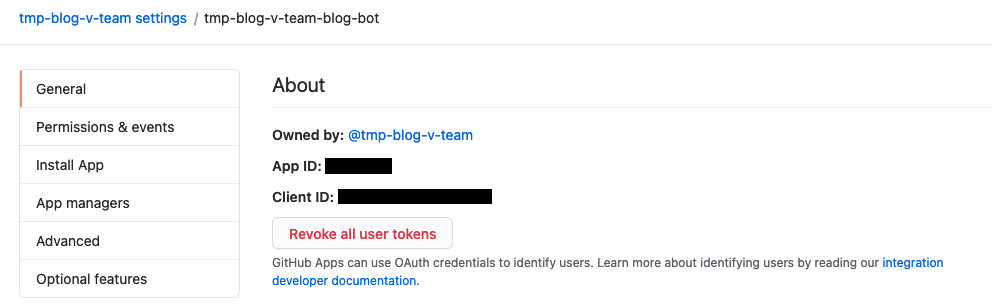 tmp-blog-v-team settings / tmp-blog-v-team-blog-bot
General
Permissions & events
Install App
App managers
Advanced
Optional features
About
Owned by: @tmp-blog-v-team
App ID:
Client ID:
Revoke all user tokens
GitHub Apps can use OAuth credentials to identify users. Learn more about identifying users by reading our integration
developer documentation.